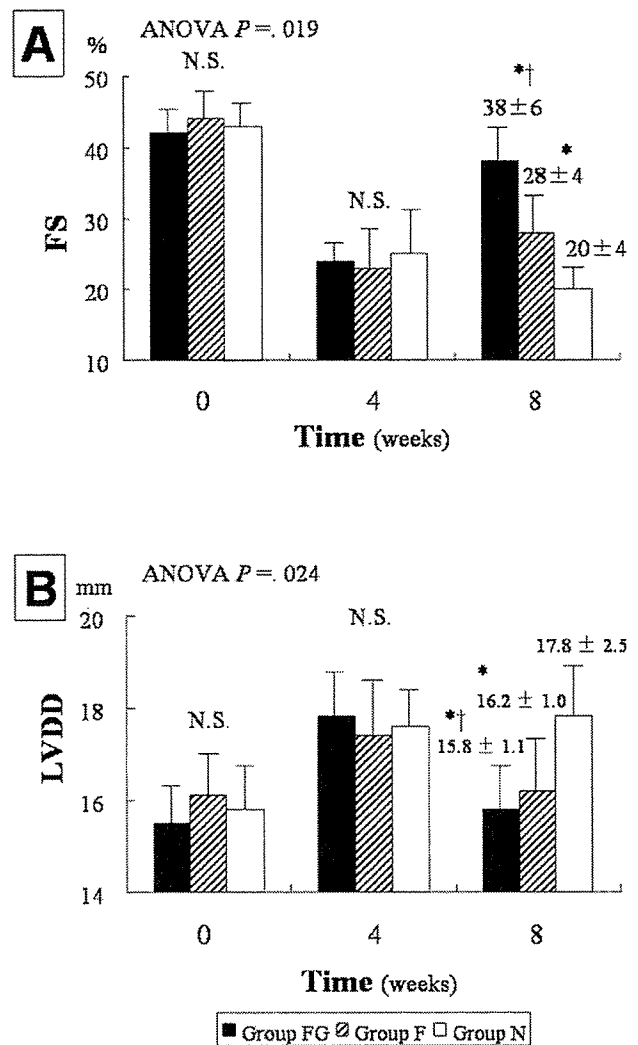 A
ANOVA P =. 019
%
N.S.
*†
38±6
*
28±4
20±4
N.S.
50
40
30
20
10
FS
0 4 8
Time (weeks)
B
mm
ANOVA P =. 024
N.S.
N.S.
17.8 ± 2.5
*
16.2 ± 1.0
*†
15.8 ± 1.1
20
18
16
14
LVDD
0 4 8
Time (weeks)
Group FG Group F Group N